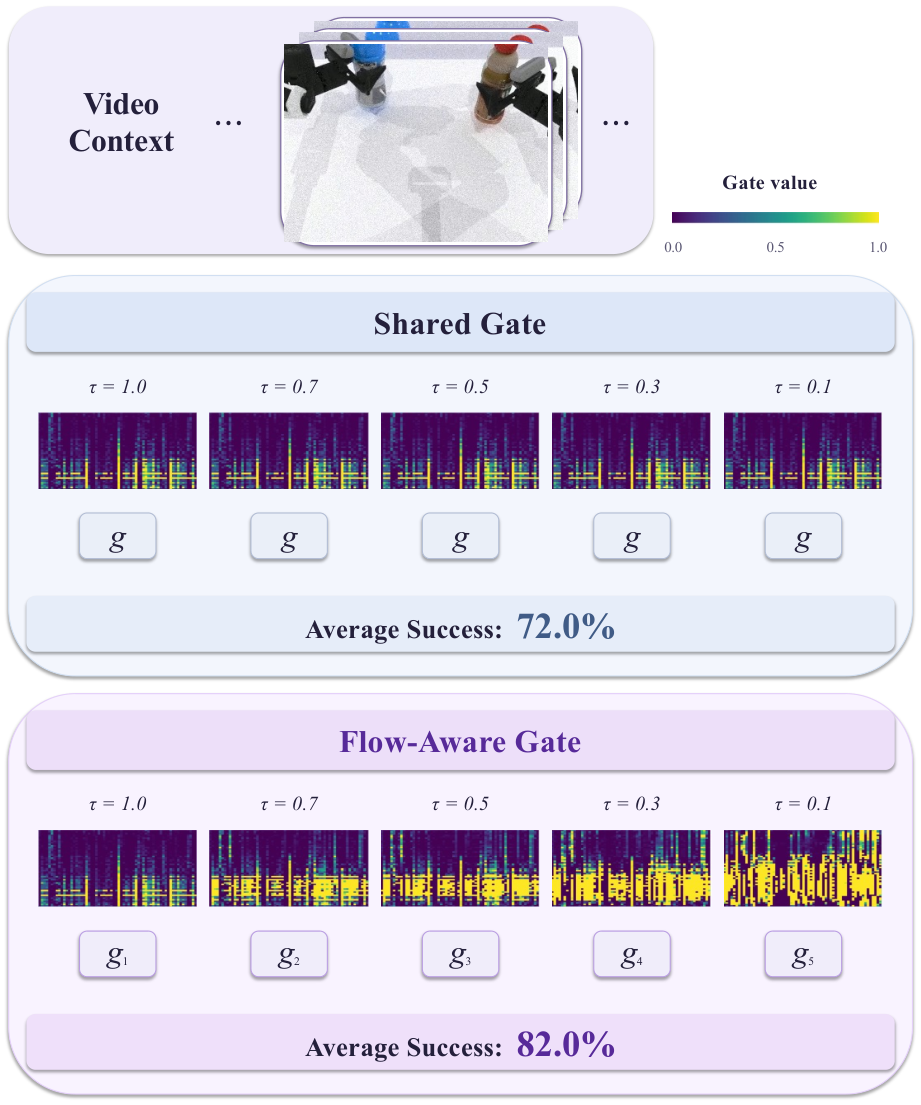 Video
Context
...
...
Gate value
0.0 0.5 1.0
Shared Gate
τ = 1.0 τ = 0.7 τ = 0.5 τ = 0.3 τ = 0.1
g g g g g
Average Success: 72.0%
Flow-Aware Gate
τ = 1.0 τ = 0.7 τ = 0.5 τ = 0.3 τ = 0.1
g₁ g₂ g₃ g₄ g₅
Average Success: 82.0%